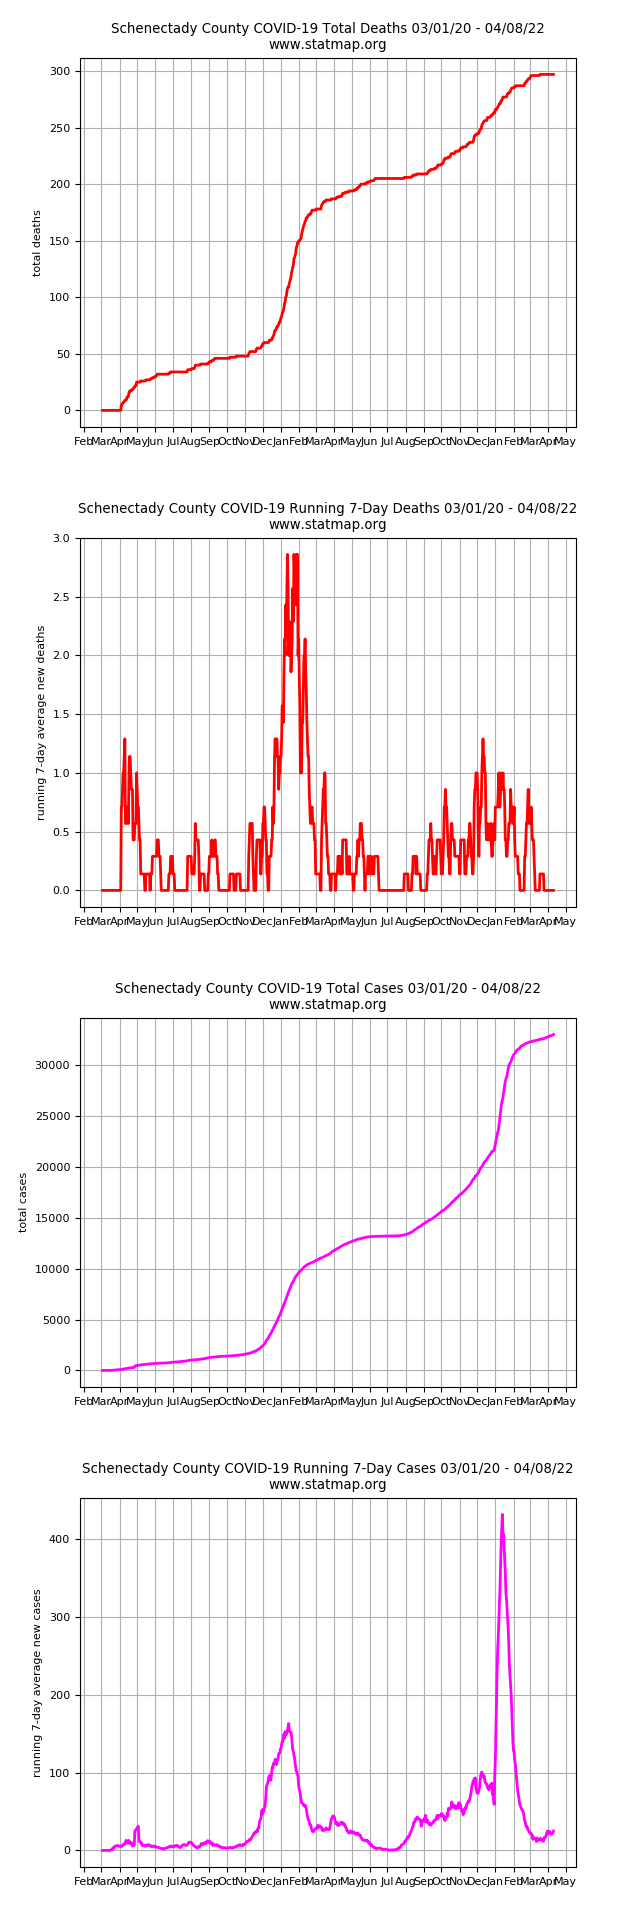 Schenectady County COVID-19 Total Deaths 03/01/20 - 04/08/22
www.statmap.org
300
250
200
150
100
50
0
total deaths
Feb Mar Apr May Jun Jul Aug Sep Oct Nov Dec Jan Feb Mar Apr May Jun Jul Aug Sep Oct Nov Dec Jan Feb Mar Apr May
Schenectady County COVID-19 Running 7-Day Deaths 03/01/20 - 04/08/22
www.statmap.org
3.0
2.5
2.0
1.5
1.0
0.5
0.0
running 7-day average new deaths
Feb Mar Apr May Jun Jul Aug Sep Oct Nov Dec Jan Feb Mar Apr May Jun Jul Aug Sep Oct Nov Dec Jan Feb Mar Apr May
Schenectady County COVID-19 Total Cases 03/01/20 - 04/08/22
www.statmap.org
30000
25000
20000
15000
10000
5000
0
total cases
Feb Mar Apr May Jun Jul Aug Sep Oct Nov Dec Jan Feb Mar Apr May Jun Jul Aug Sep Oct Nov Dec Jan Feb Mar Apr May
Schenectady County COVID-19 Running 7-Day Cases 03/01/20 - 04/08/22
www.statmap.org
400
300
200
100
0
running 7-day average new cases
Feb Mar Apr May Jun Jul Aug Sep Oct Nov Dec Jan Feb Mar Apr May Jun Jul Aug Sep Oct Nov Dec Jan Feb Mar Apr May